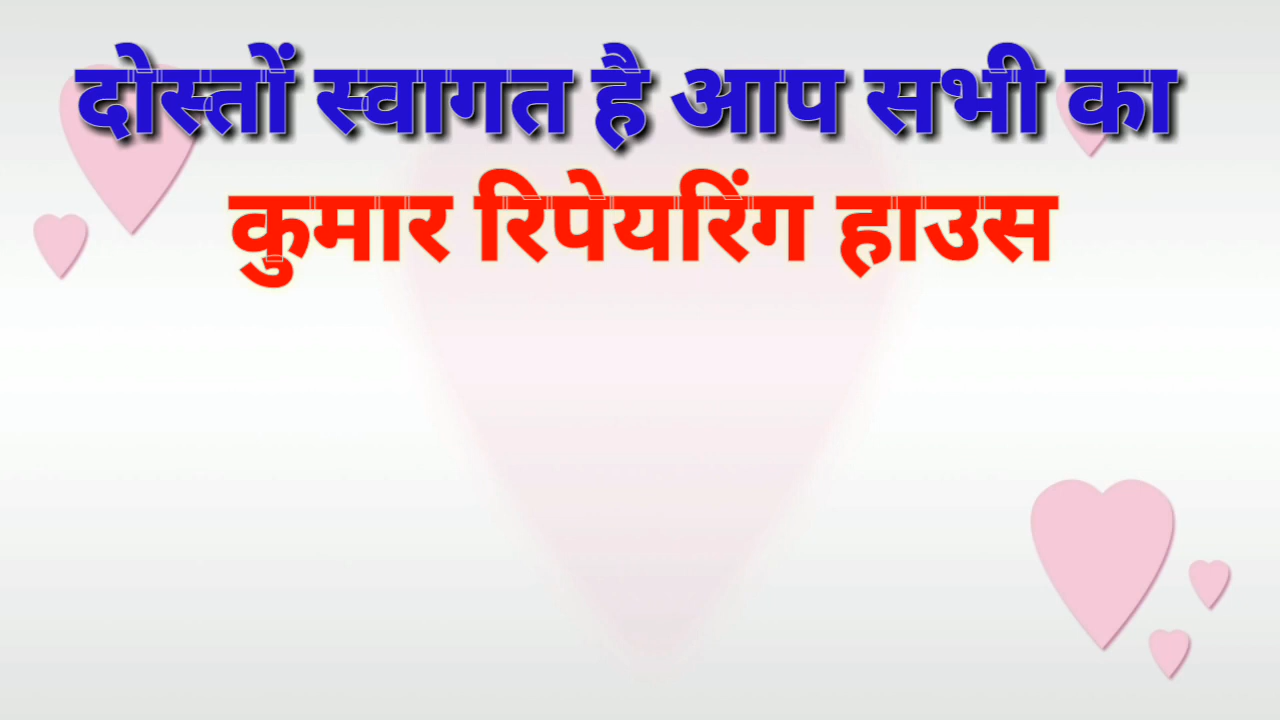 दोस्तों स्वागत है आप सभी का
कुमार रिपेयरिंग हाउस